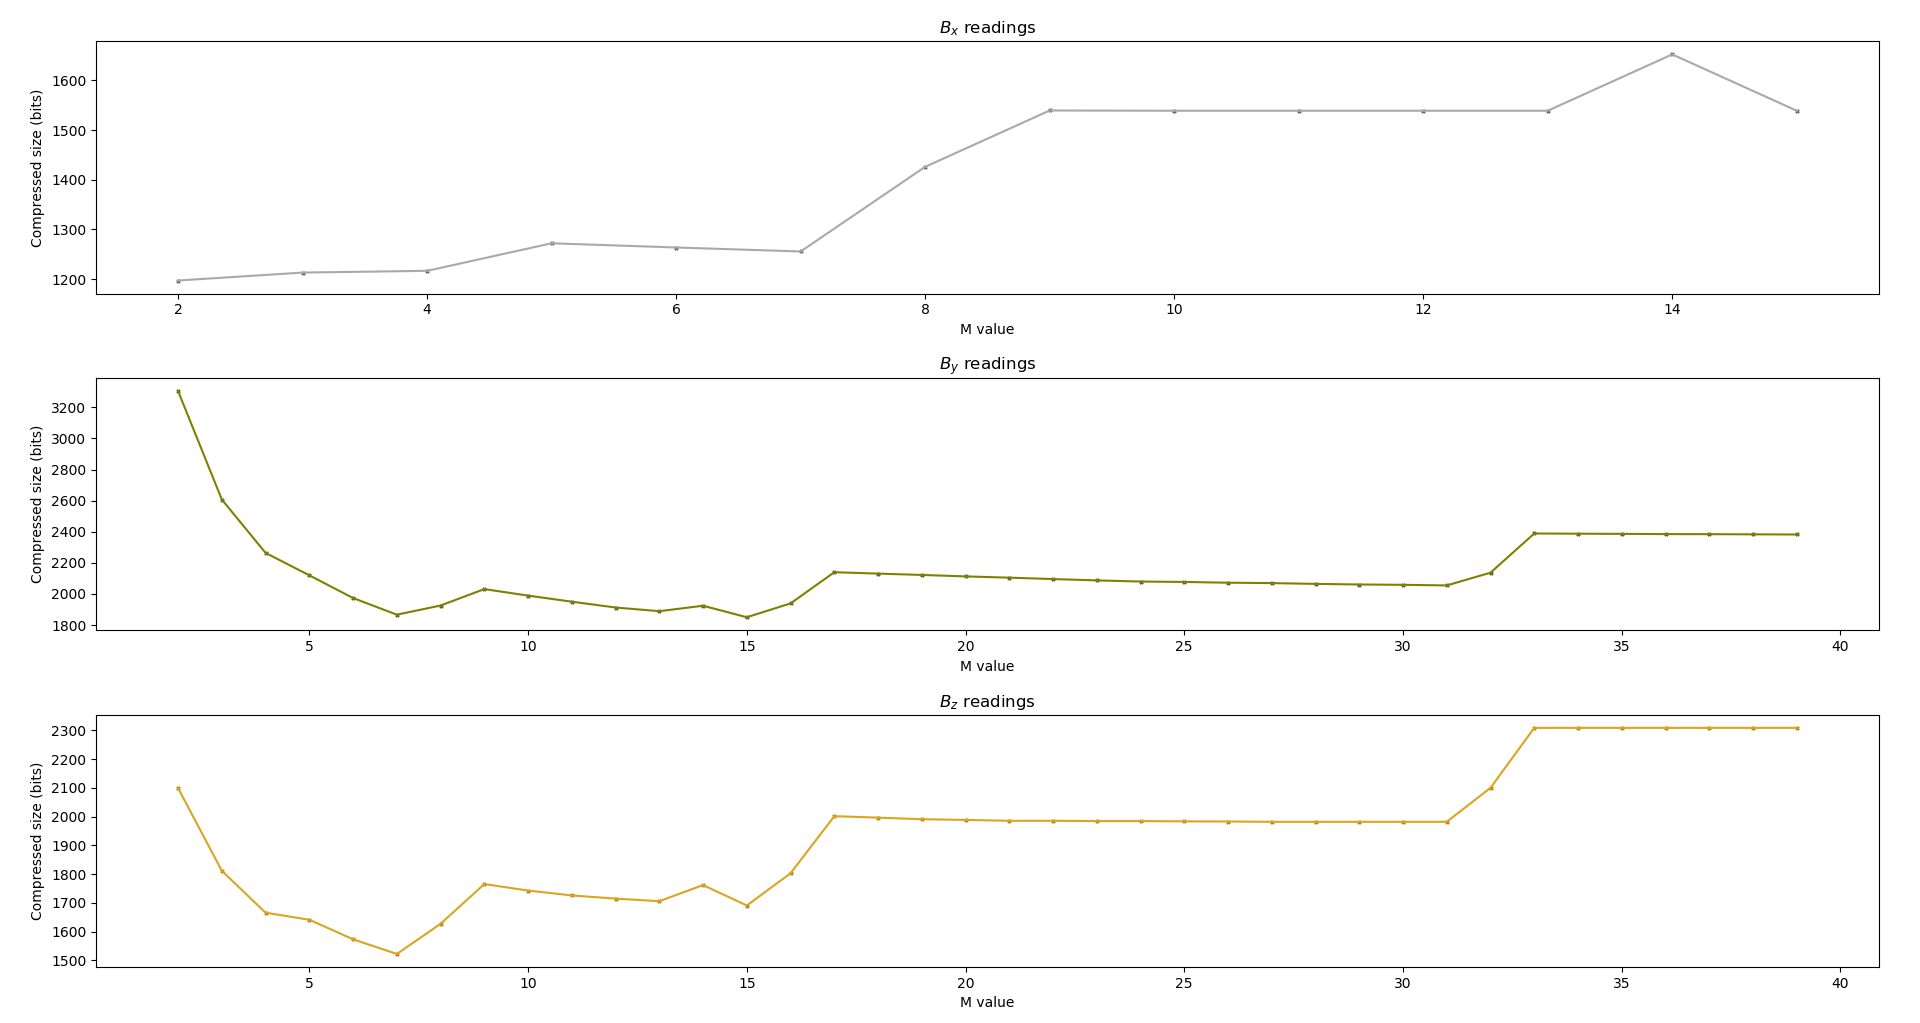 B_x readings
Compressed size (bits)
1600
1500
1400
1300
1200
2 4 6 8 10 12 14
M value
B_y readings
Compressed size (bits)
3200
3000
2800
2600
2400
2200
2000
1800
5 10 15 20 25 30 35 40
M value
B_z readings
Compressed size (bits)
2300
2200
2100
2000
1900
1800
1700
1600
1500
5 10 15 20 25 30 35 40
M value